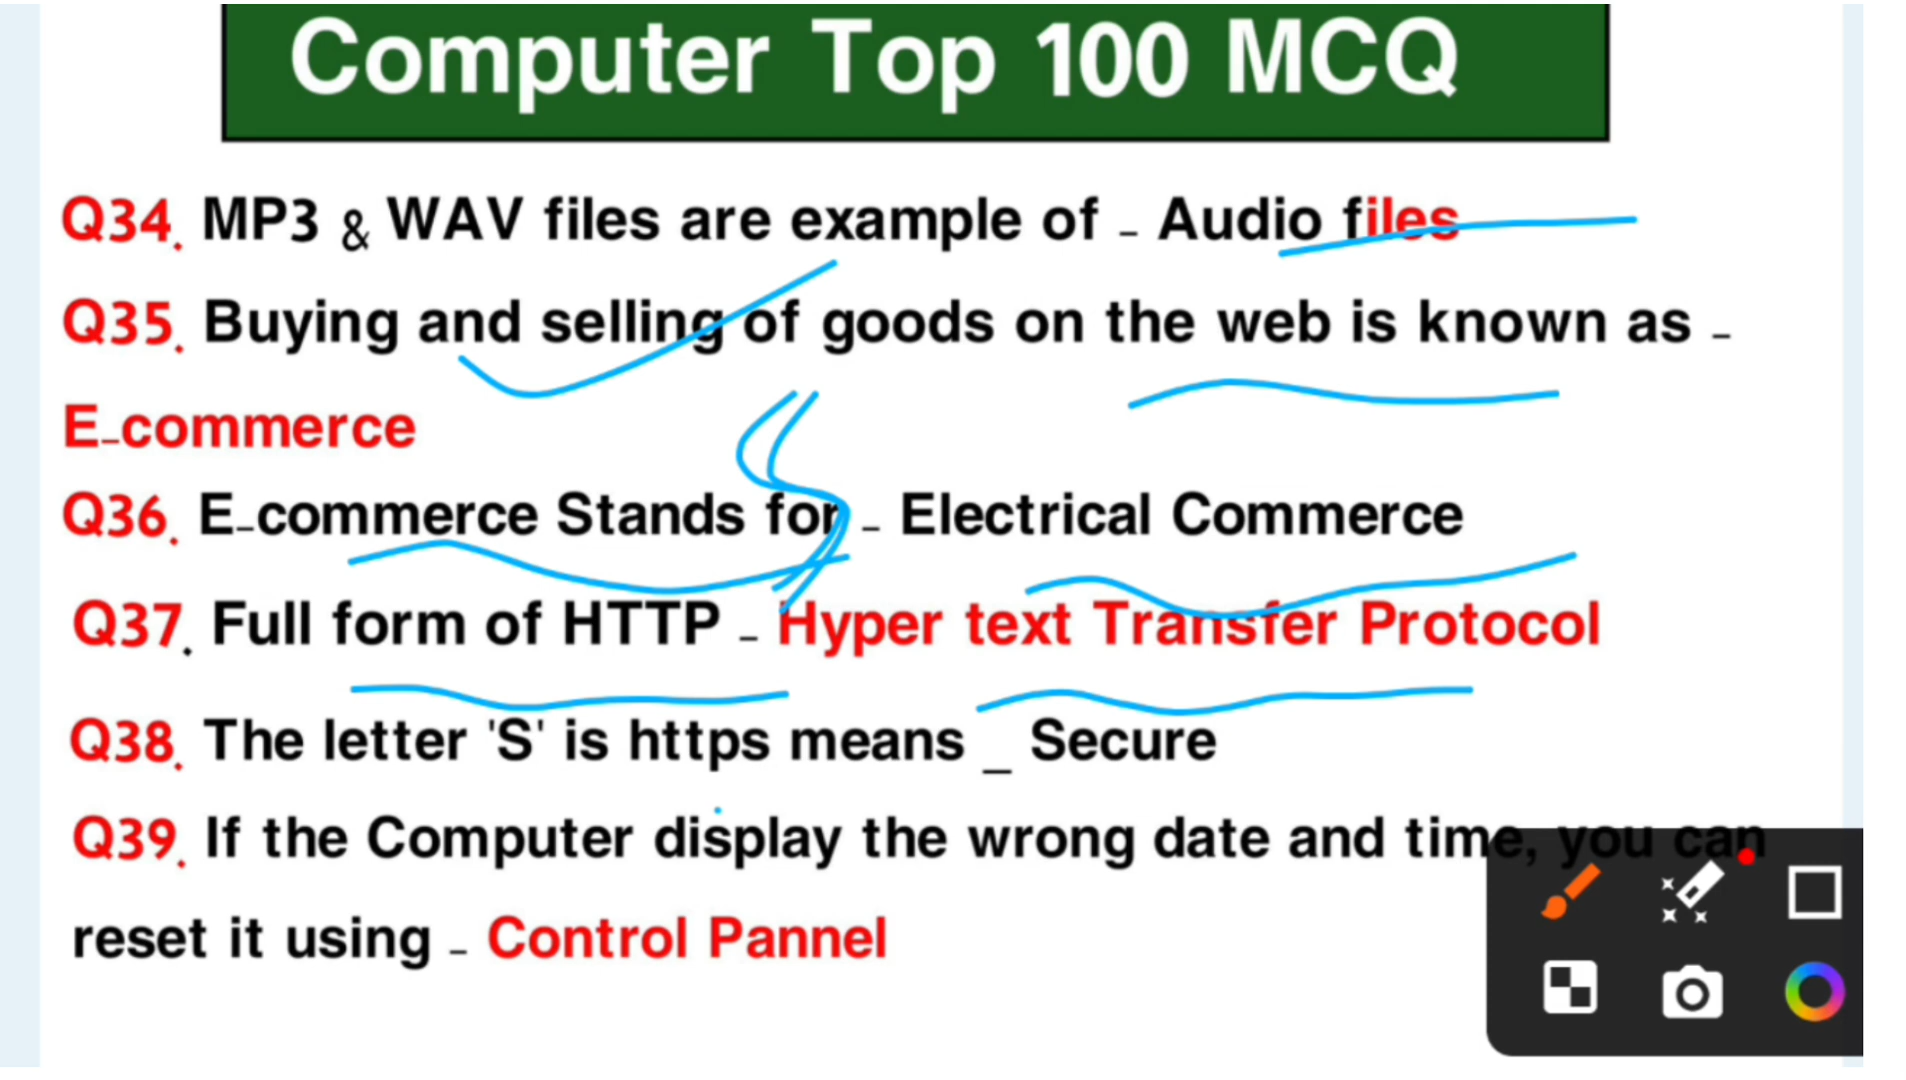 Computer Top 100 MCQ
Q34. MP3 & WAV files are example of - Audio files
Q35. Buying and selling of goods on the web is known as -
E-commerce
Q36. E-commerce Stands for - Electrical Commerce
Q37. Full form of HTTP - Hyper text Transfer Protocol
Q38. The letter 'S' is https means _ Secure
Q39. If the Computer display the wrong date and time, you can
reset it using - Control Pannel